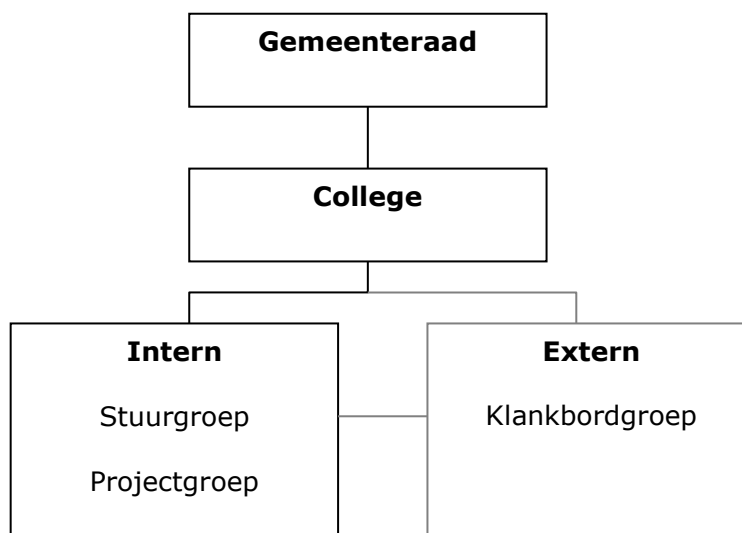 Gemeenteraad
College
Intern
Stuurgroep
Projectgroep
Extern
Klankbordgroep